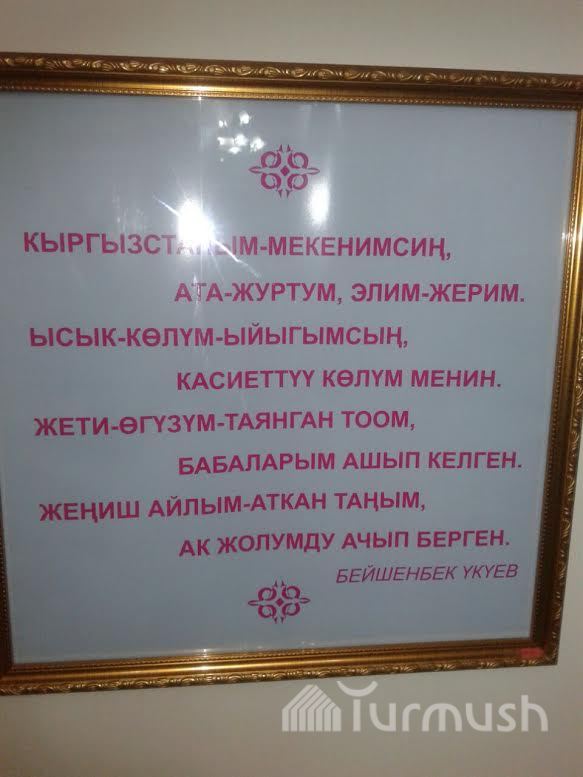 КЫРГЫЗСТАНЫМ-МЕКЕНИМСИҢ,
АТА-ЖУРТУМ, ЭЛИМ-ЖЕРИМ.
ЫСЫК-КӨЛҮМ-ЫЙЫГЫМСЫҢ,
КАСИЕТТҮҮ КӨЛҮМ МЕНИН.
ЖЕТИ-ӨГҮЗҮМ-ТАЯНГАН ТООМ,
БАБАЛАРЫМ АШЫП КЕЛГЕН.
ЖЕҢИШ АЙЛЫМ-АТКАН ТАҢЫМ,
АК ЖОЛУМДУ АЧЫП БЕРГЕН.
БЕЙШЕНБЕК ҮКҮЕВ
Turmush